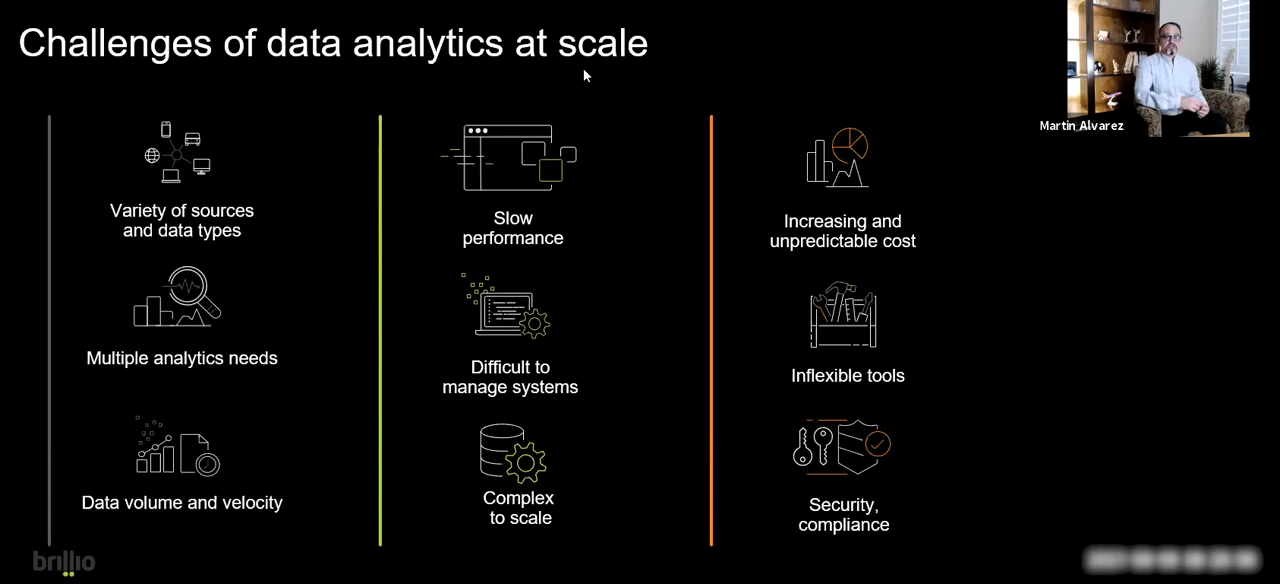 Challenges of data analytics at scale
Martin Alvarez
Variety of sources
and data types
Multiple analytics needs
Data volume and velocity
Slow
performance
Difficult to
manage systems
Complex
to scale
Increasing and
unpredictable cost
Inflexible tools
Security,
compliance
brillio